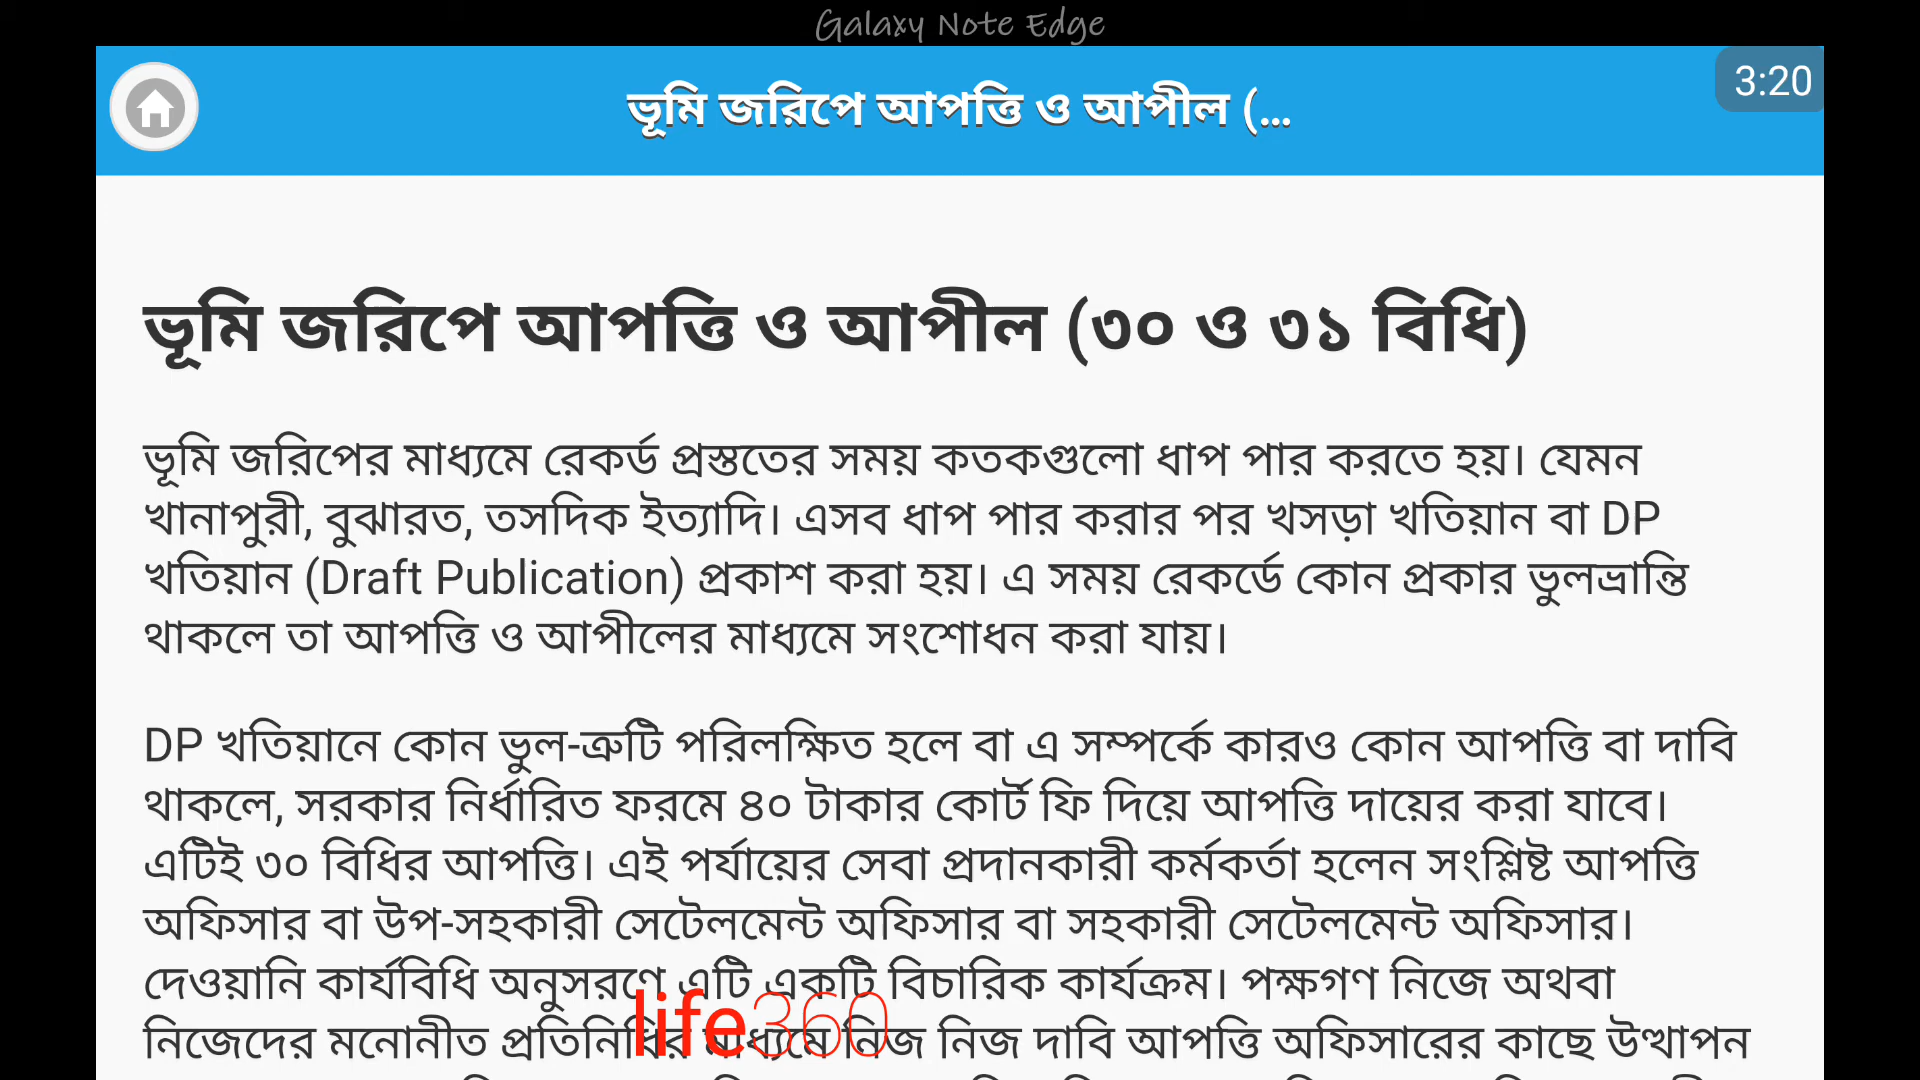 Galaxy Note Edge
3:20
ভূমি জরিপে আপত্তি ও আপীল (...
ভূমি জরিপে আপত্তি ও আপীল (৩০ ও ৩১ বিধি)
ভূমি জরিপের মাধ্যমে রেকর্ড প্রস্ততের সময় কতকগুলো ধাপ পার করতে হয়। যেমন
খানাপুরী, বুঝারত, তসদিক ইত্যাদি। এসব ধাপ পার করার পর খসড়া খতিয়ান বা DP
খতিয়ান (Draft Publication) প্রকাশ করা হয়। এ সময় রেকর্ডে কোন প্রকার ভুলভ্রান্তি
থাকলে তা আপত্তি ও আপীলের মাধ্যমে সংশোধন করা যায়।
DP খতিয়ানে কোন ভুল-ত্রুটি পরিলক্ষিত হলে বা এ সম্পর্কে কারও কোন আপত্তি বা দাবি
থাকলে, সরকার নির্ধারিত ফরমে ৪০ টাকার কোর্ট ফি দিয়ে আপত্তি দায়ের করা যাবে।
এটিই ৩০ বিধির আপত্তি। এই পর্যায়ের সেবা প্রদানকারী কর্মকর্তা হলেন সংশ্লিষ্ট আপত্তি
অফিসার বা উপ-সহকারী সেটেলমেন্ট অফিসার বা সহকারী সেটেলমেন্ট অফিসার।
দেওয়ানি কার্যবিধি অনুসরণে এটি একটি বিচারিক কার্যক্রম। পক্ষগণ নিজে অথবা
নিজেদের মনোনীত প্রতিনিধির মাধ্যমে নিজ নিজ দাবি আপত্তি অফিসারের কাছে উত্থাপন
life360